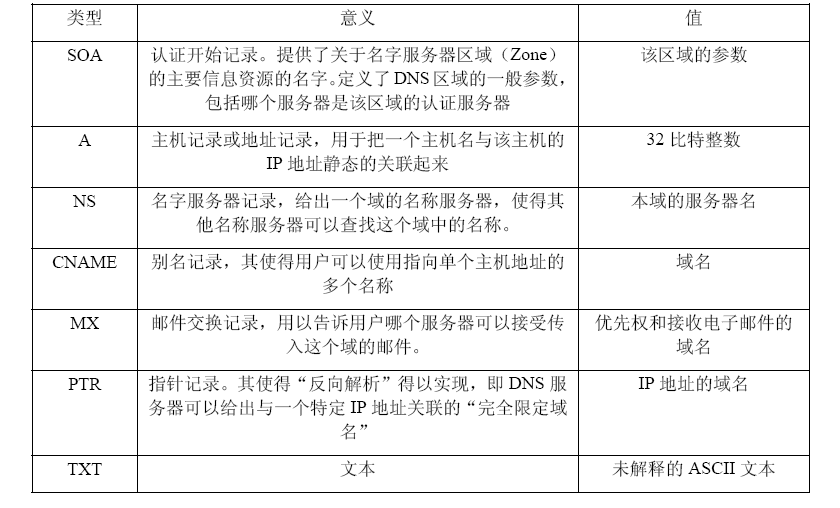 类型 意义 值
SOA 认证开始记录。提供了关于名字服务器区域（Zone） 该区域的参数
的主要信息资源的名字。定义了 DNS 区域的一般参数，
包括哪个服务器是该区域的认证服务器
A 主机记录或地址记录，用于把一个主机名与该主机的 32 比特整数
IP 地址静态的关联起来
NS 名字服务器记录，给出一个域的名称服务器，使得其 本域的服务器名
他名称服务器可以查找这个域中的名称。
CNAME 别名记录，其使得用户可以使用指向单个主机地址的 域名
多个名称
MX 邮件交换记录，用以告诉用户哪个服务器可以接受传 优先权和接收电子邮件的
入这个域的邮件。 域名
PTR 指针记录。其使得“反向解析”得以实现，即 DNS 服 IP 地址的域名
务器可以给出与一个特定 IP 地址关联的“完全限定域
名”
TXT 文本 未解释的 ASCII 文本